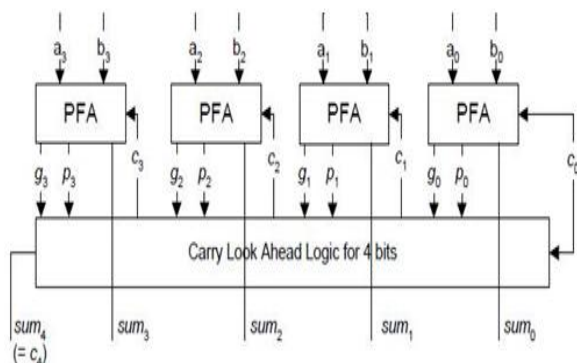 a3 b3 a2 b2 a1 b1 a0 b0
PFA PFA PFA PFA
g3 p3 c3 g2 p2 c2 g1 p1 c1 g0 p0 c0
Carry Look Ahead Logic for 4 bits
sum4 sum3 sum2 sum1 sum0
(= c4)